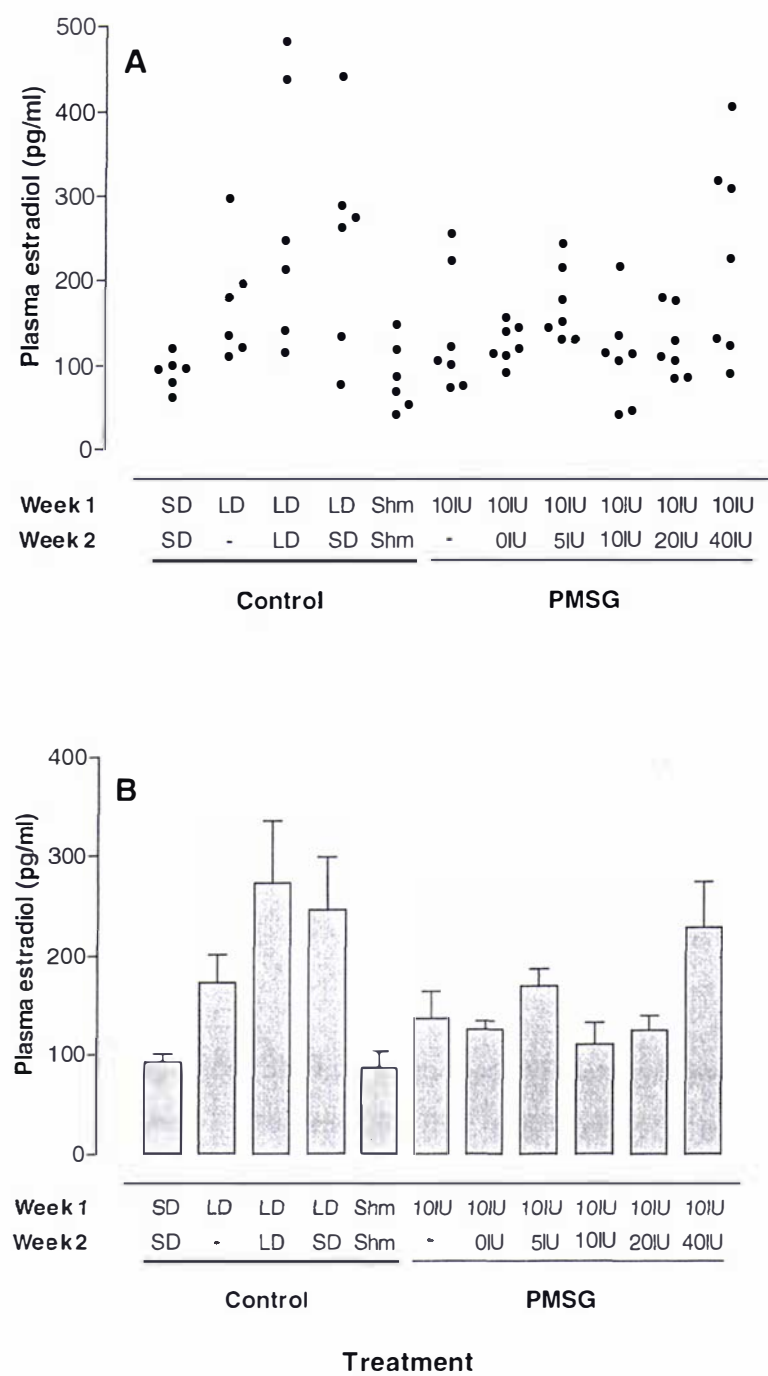 500
A
400
300
200
100
0
Plasma estradiol (pg/ml)
Week 1 SD LD LD LD Shm 10IU 10IU 10IU 10IU 10IU 10IU
Week 2 SD - LD SD Shm - 0IU 5IU 10IU 20IU 40IU
Control PMSG
400
B
300
200
100
0
Plasma estradiol (pg/ml)
Week 1 SD LD LD LD Shm 10IU 10IU 10IU 10IU 10IU 10IU
Week 2 SD - LD SD Shm - 0IU 5IU 10IU 20IU 40IU
Control PMSG
Treatment